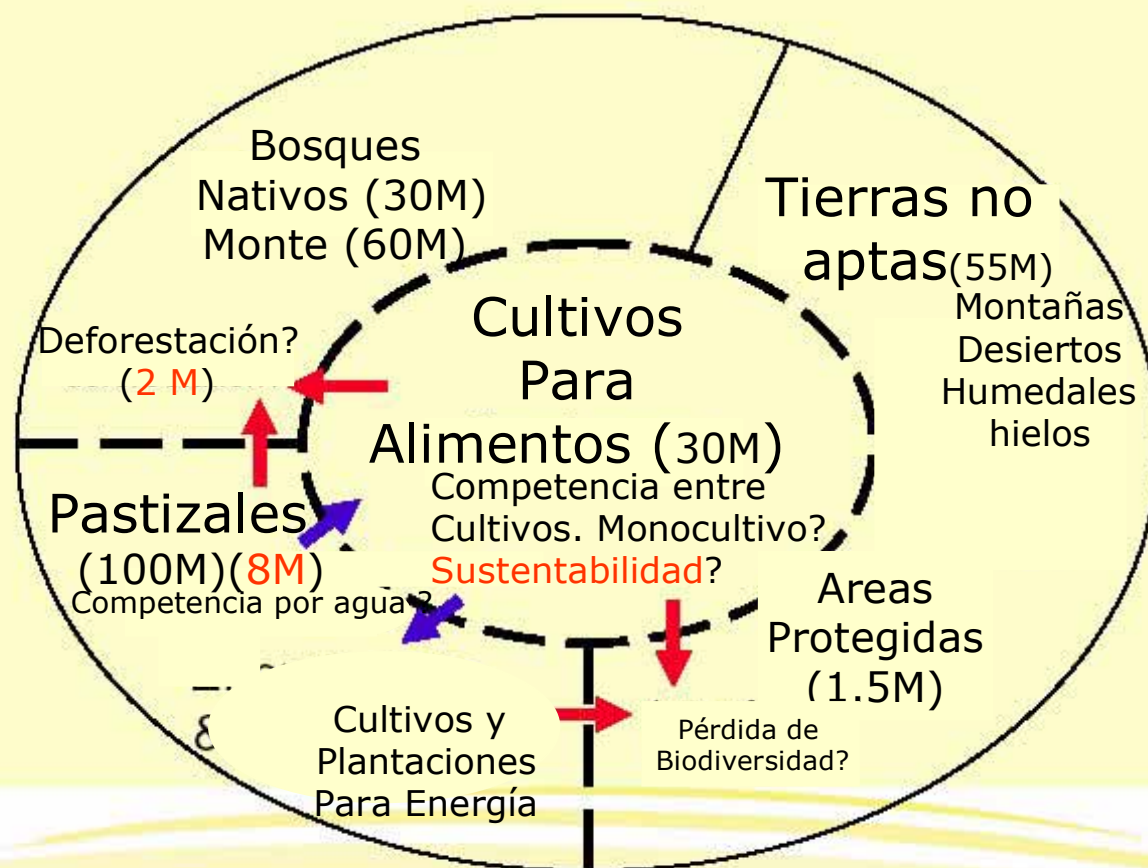 Bosques
Nativos (30M)
Monte (60M)
Tierras no
aptas(55M)
Montañas
Desiertos
Humedales
hielos
Deforestación?
(2 M)
Cultivos
Para
Alimentos (30M)
Competencia entre
Cultivos. Monocultivo?
Sustentabilidad?
Pastizales
(100M)(8M)
Competencia por agua ?
Areas
Protegidas
(1.5M)
Pérdida de
Biodiversidad?
Cultivos y
Plantaciones
Para Energía